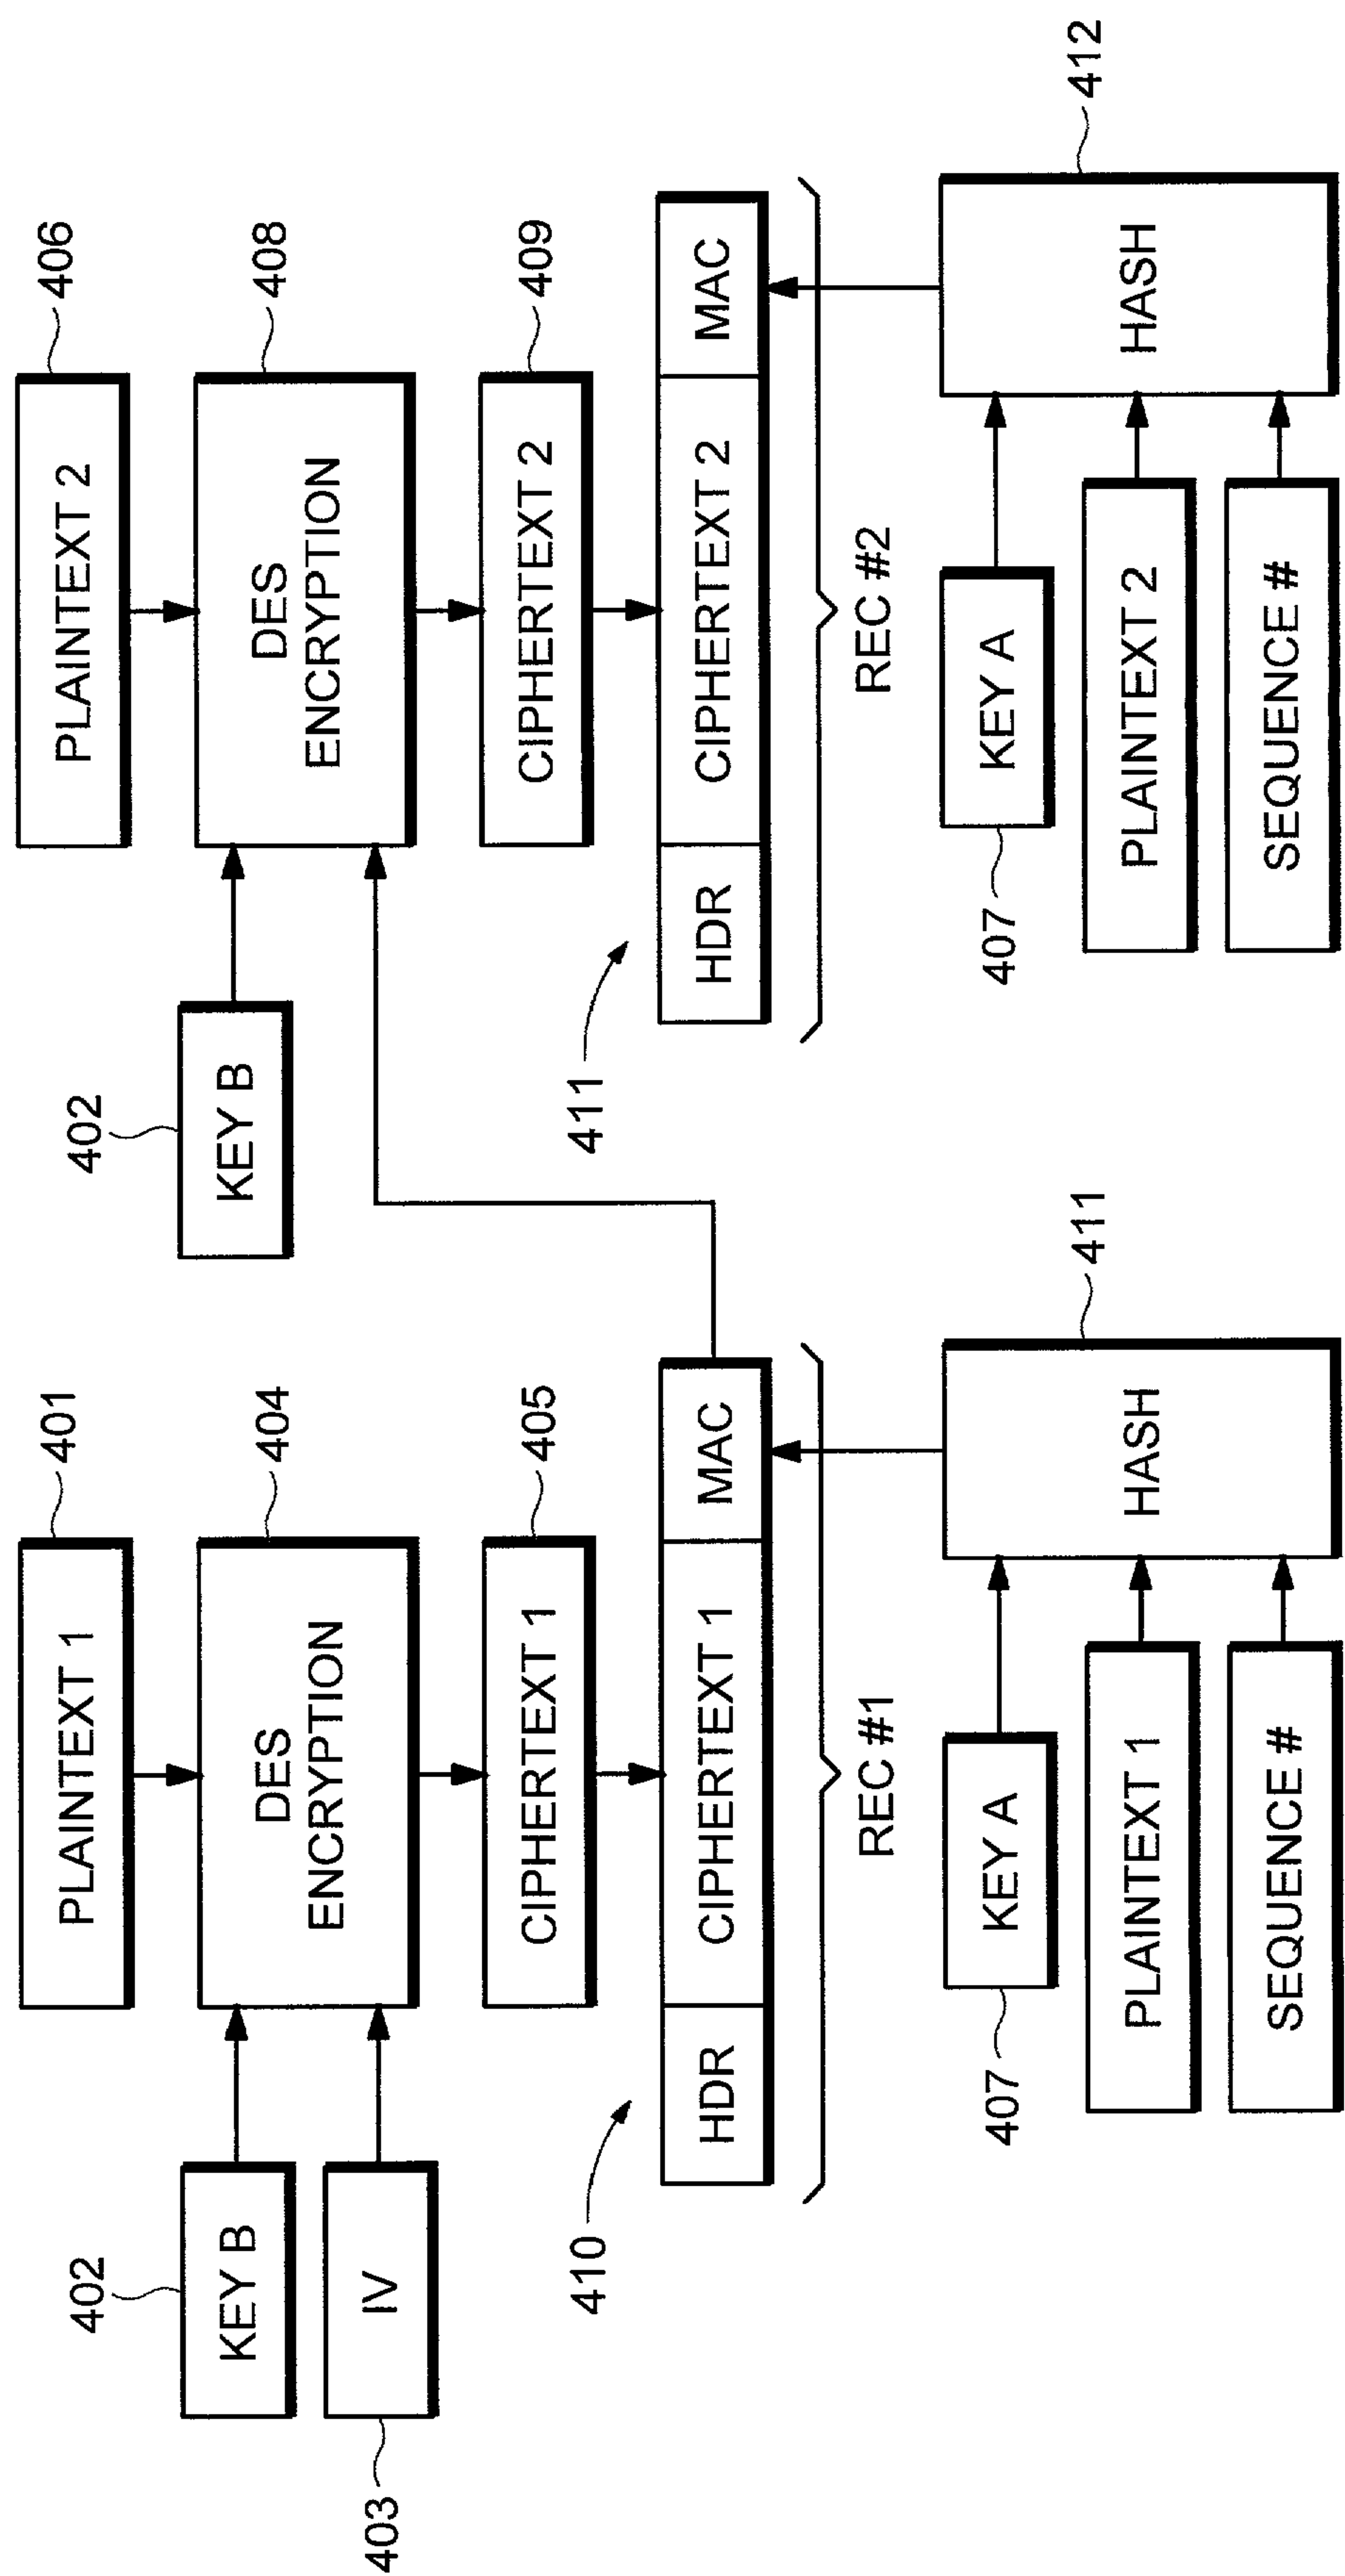 401
PLAINTEXT 1
402
KEY B
404
DES
ENCRYPTION
403
IV
405
CIPHERTEXT 1
410
HDR
CIPHERTEXT 1
MAC
REC #1
407
KEY A
PLAINTEXT 1
SEQUENCE #
HASH
411
406
PLAINTEXT 2
402
KEY B
408
DES
ENCRYPTION
409
CIPHERTEXT 2
411
HDR
CIPHERTEXT 2
MAC
REC #2
407
KEY A
PLAINTEXT 2
SEQUENCE #
HASH
412